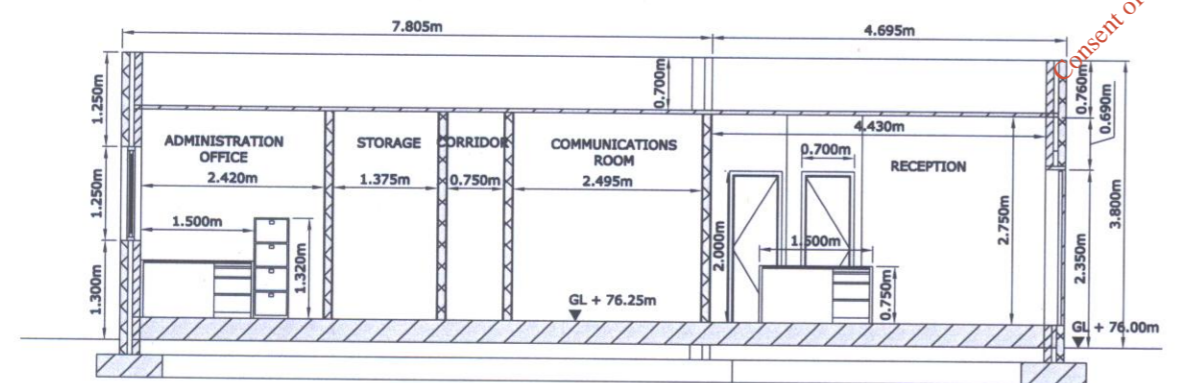 7.805m
4.695m
Consent of
1.250m
0.700m
0.760m
0.690m
4.430m
ADMINISTRATION
OFFICE
STORAGE
CORRIDOR
COMMUNICATIONS
ROOM
0.700m
RECEPTION
2.420m
1.375m
0.750m
2.495m
1.250m
3.800m
1.500m
2.750m
2.000m
1.500m
2.350m
1.320m
1.300m
0.750m
GL + 76.25m
GL + 76.00m